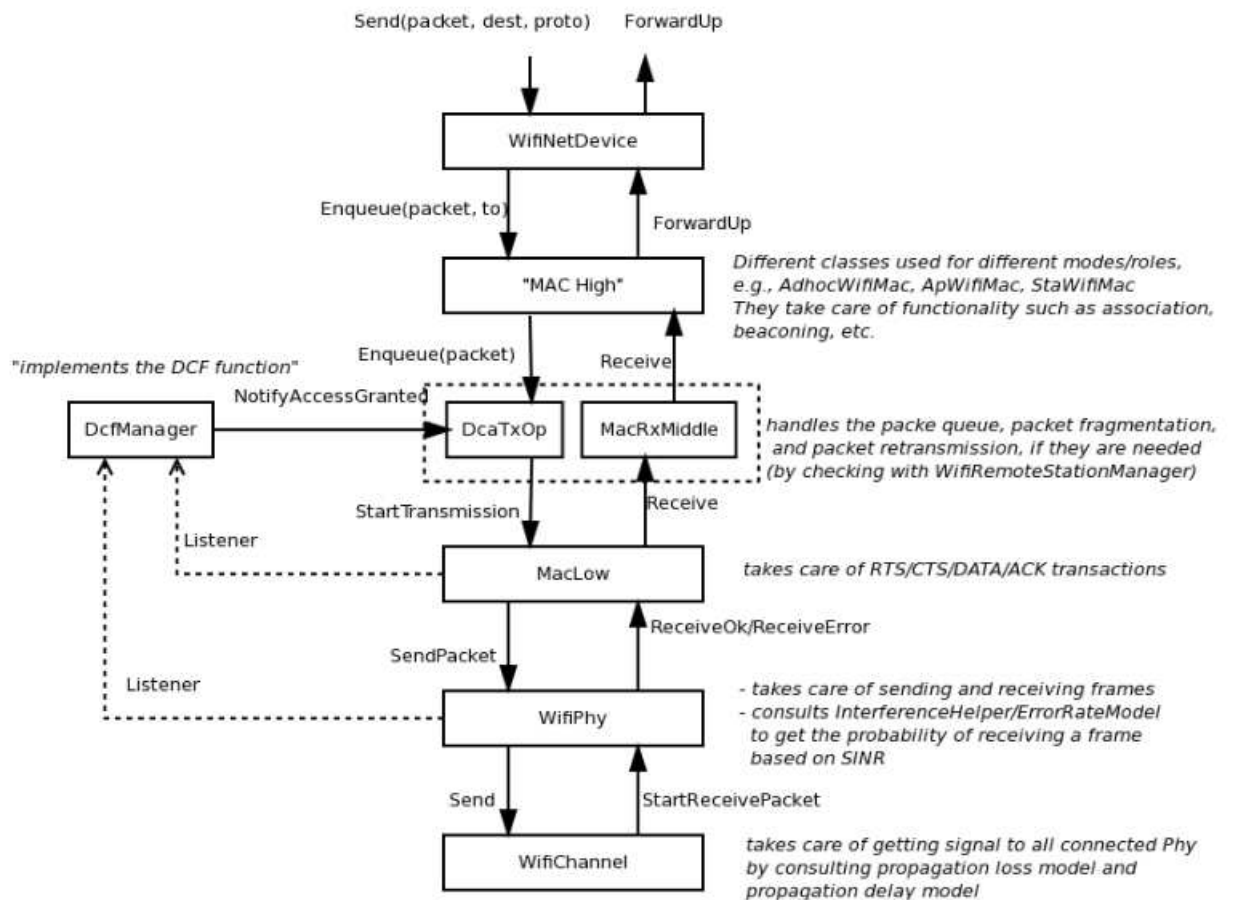 Send(packet, dest, proto)
ForwardUp
WifiNetDevice
Enqueue(packet, to)
ForwardUp
"MAC High"
Different classes used for different modes/roles,
e.g., AdhocWifiMac, ApWifiMac, StaWifiMac
They take care of functionality such as association,
beaconing, etc.
Enqueue(packet)
Receive
"implements the DCF function"
NotifyAccessGranted
DcfManager
DcaTxOp
MacRxMiddle
handles the packe queue, packet fragmentation,
and packet retransmission, if they are needed
(by checking with WifiRemoteStationManager)
StartTransmission
Receive
Listener
MacLow
takes care of RTS/CTS/DATA/ACK transactions
ReceiveOk/ReceiveError
SendPacket
Listener
WifiPhy
- takes care of sending and receiving frames
- consults InterferenceHelper/ErrorRateModel
to get the probability of receiving a frame
based on SINR
Send
StartReceivePacket
WifiChannel
takes care of getting signal to all connected Phy
by consulting propagation loss model and
propagation delay model